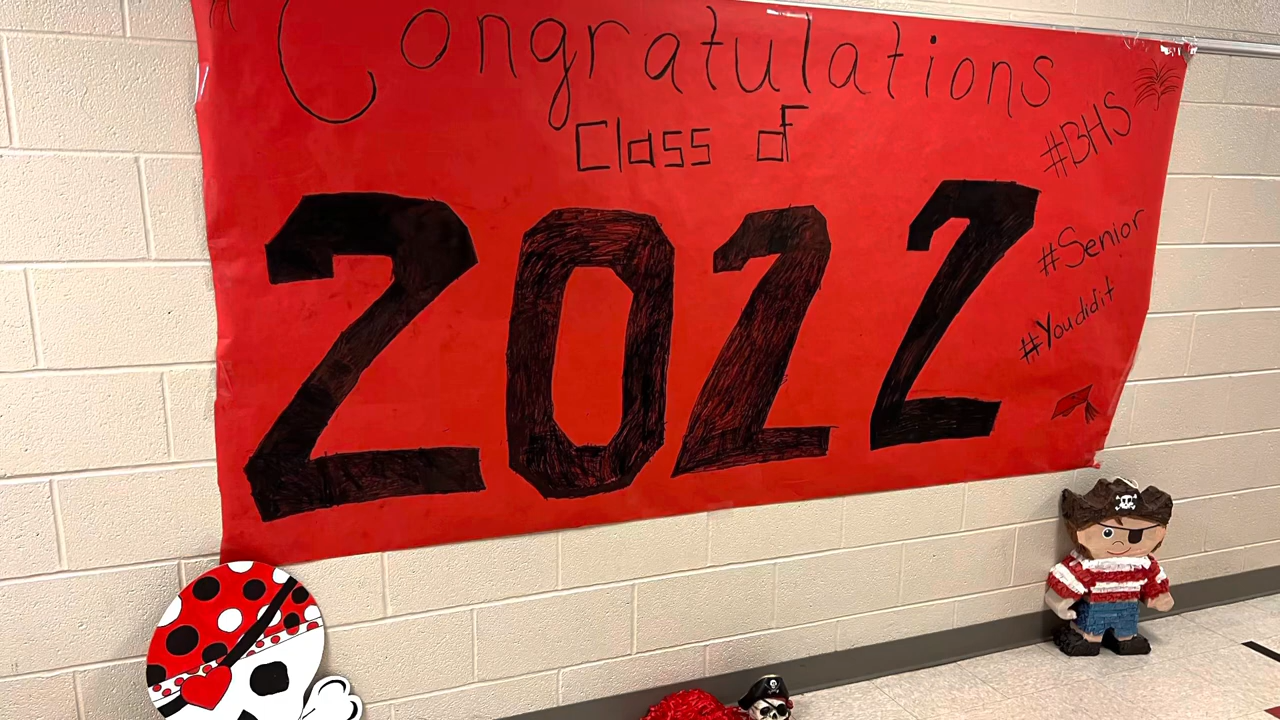 Congratulations
Class of
2022
#BHS
#Senior
#Youdidit